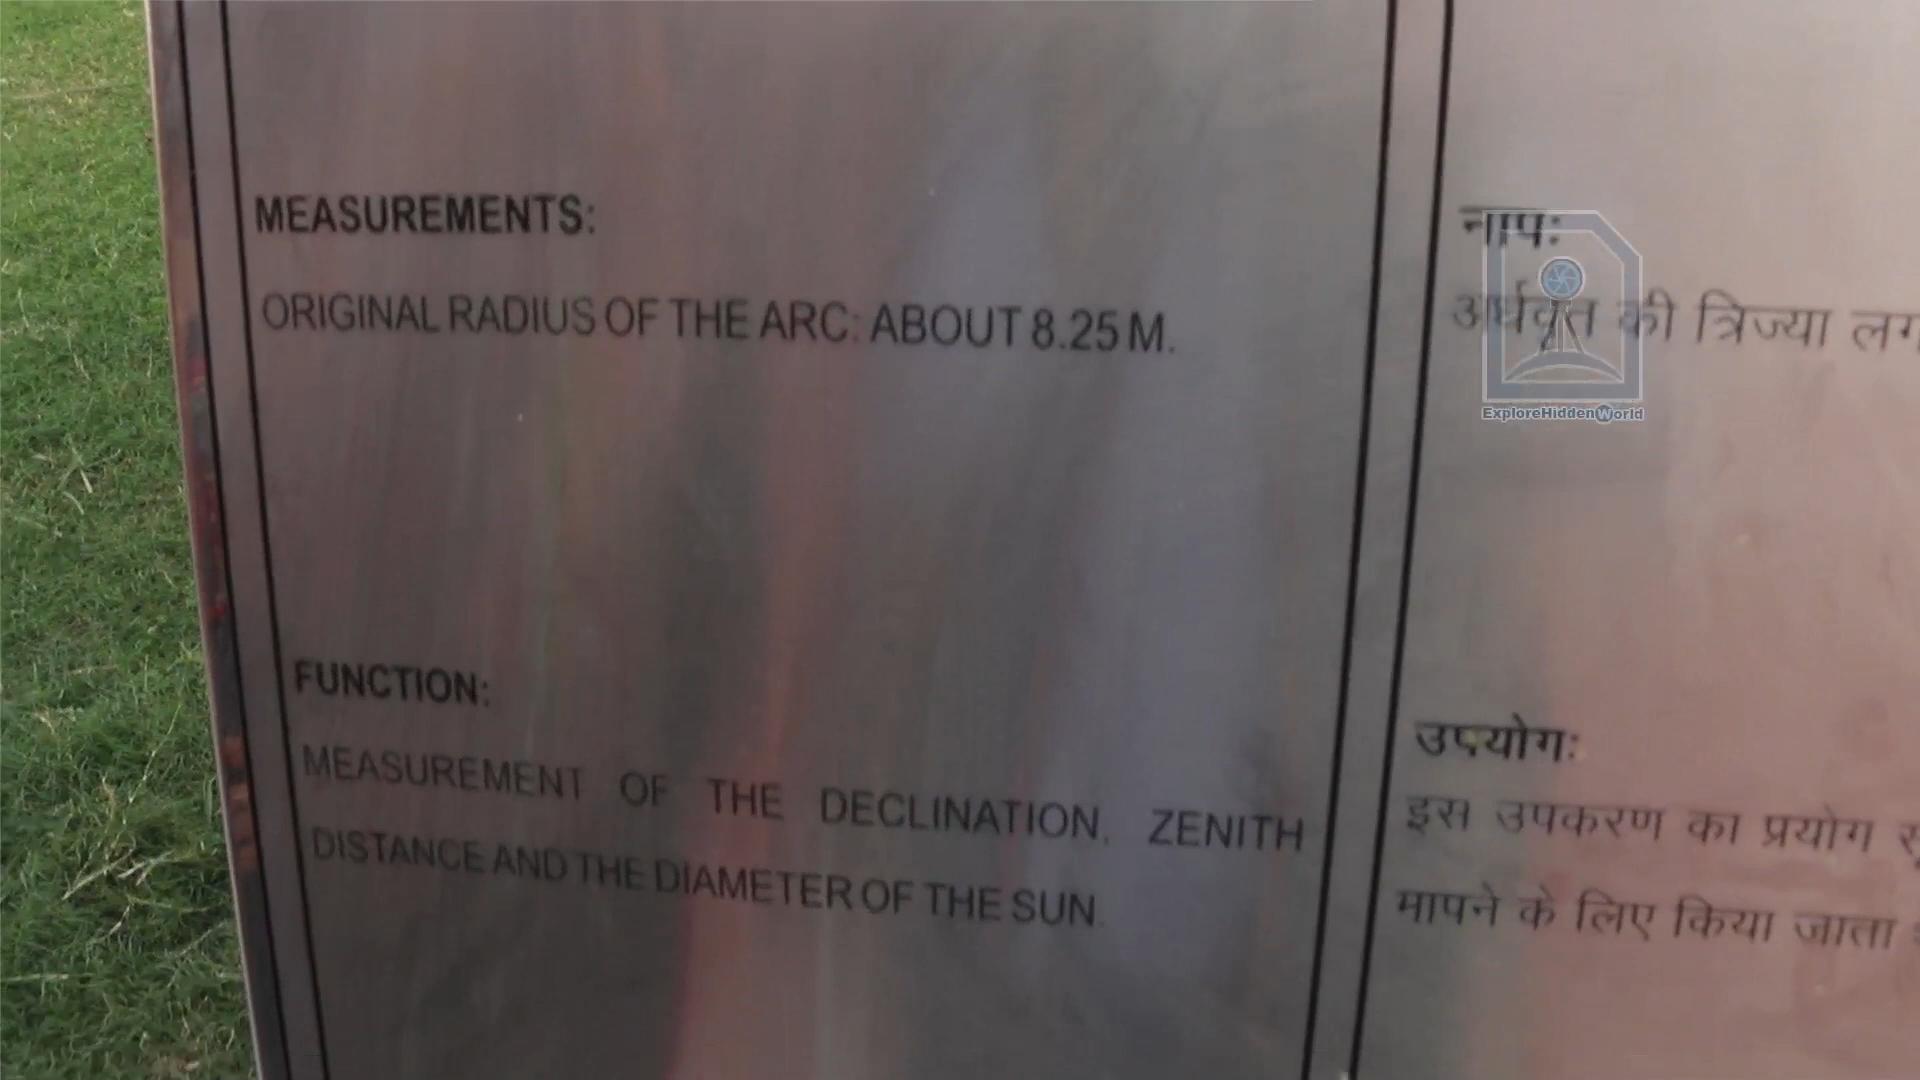 MEASUREMENTS:
ORIGINAL RADIUS OF THE ARC: ABOUT 8.25 M.
FUNCTION:
MEASUREMENT OF THE DECLINATION, ZENITH
DISTANCE AND THE DIAMETER OF THE SUN.
नापः
अर्धवृत की त्रिज्या
उपयोगः
इस उपकरण का प्रयोग
मापने के लिए किया जाता
ExploreHiddenWorld